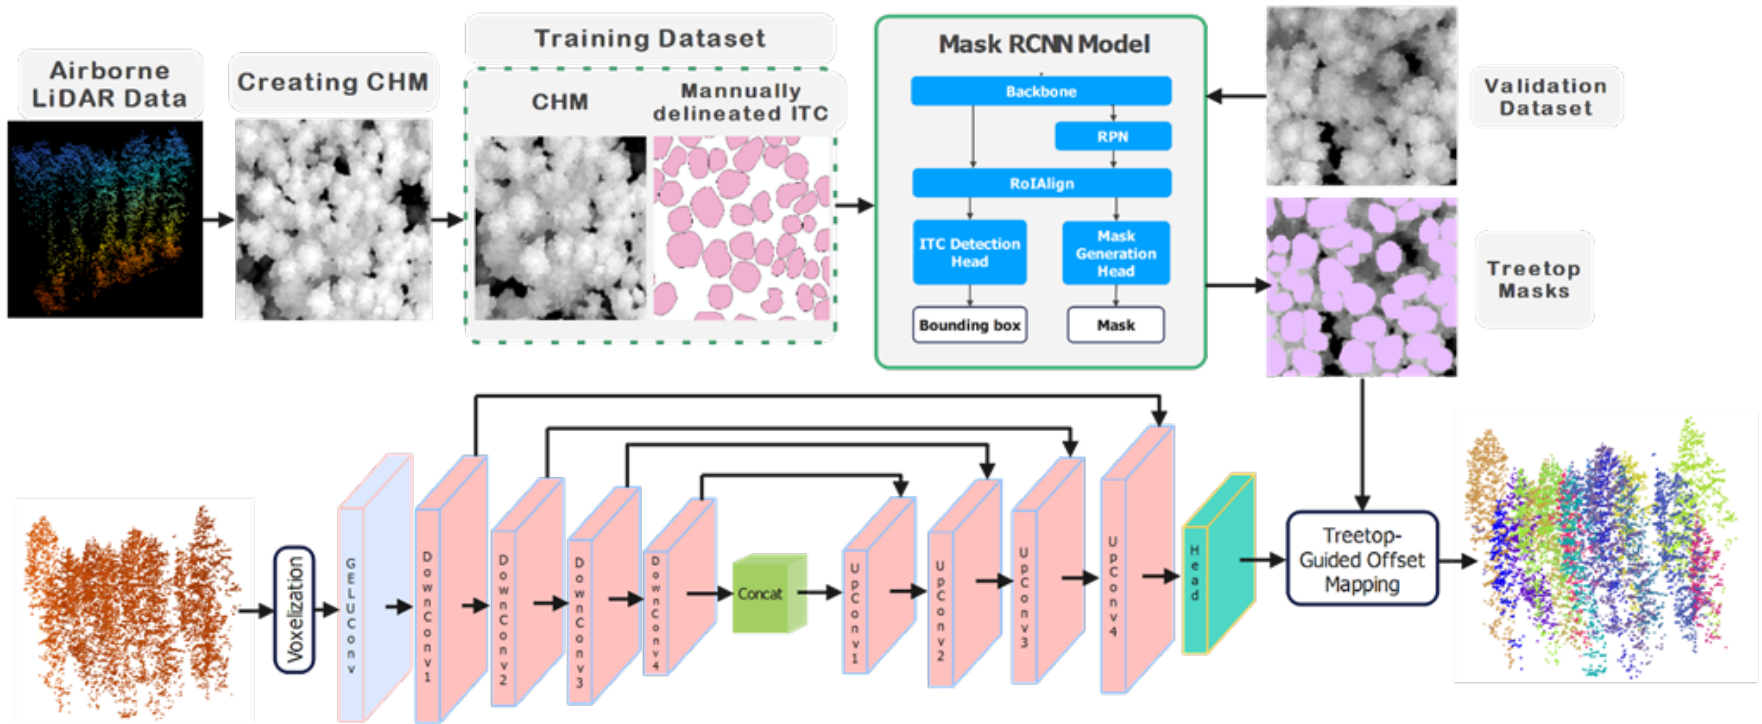 Airborne
LiDAR Data
Creating CHM
Training Dataset
CHM
Mannually
delineated ITC
Mask RCNN Model
Backbone
RPN
RoIAlign
ITC Detection
Head
Mask
Generation
Head
Bounding box
Mask
Validation
Dataset
Treetop
Masks
Voxelization
GELUConv
DownConv1
DownConv2
DownConv3
DownConv4
Concat
UpConv1
UpConv2
UpConv3
UpConv4
Head
Treetop-
Guided Offset
Mapping